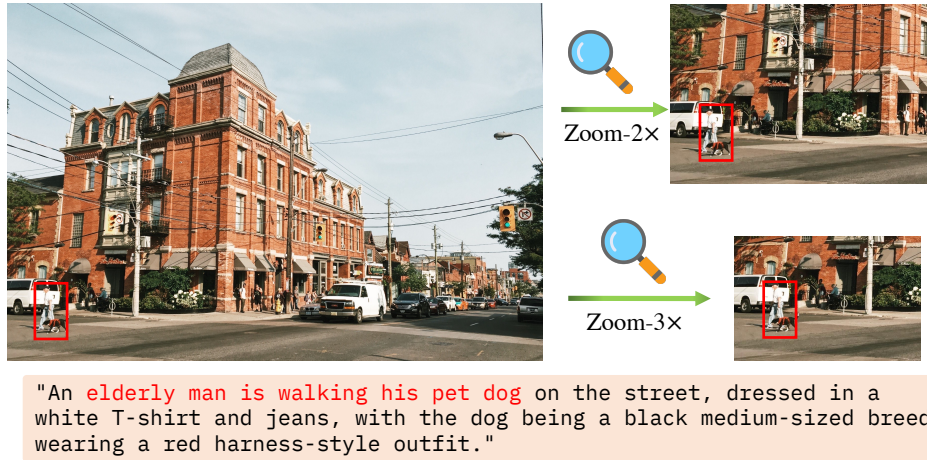 Zoom-2×
Zoom-3×
"An elderly man is walking his pet dog on the street, dressed in a
white T-shirt and jeans, with the dog being a black medium-sized breed
wearing a red harness-style outfit."